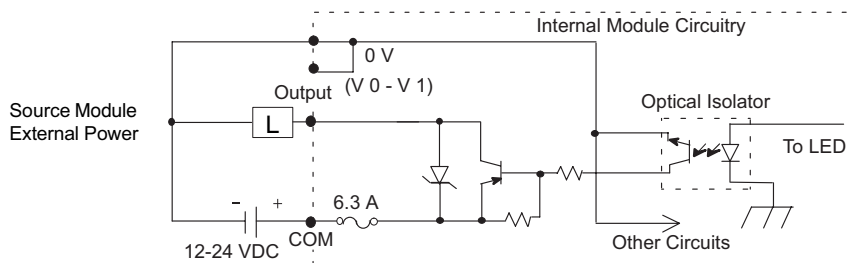 Internal Module Circuitry
0 V
(V 0 - V 1)
Output
Optical Isolator
Source Module
External Power
L
To LED
- +
6.3 A
COM
12-24 VDC
Other Circuits